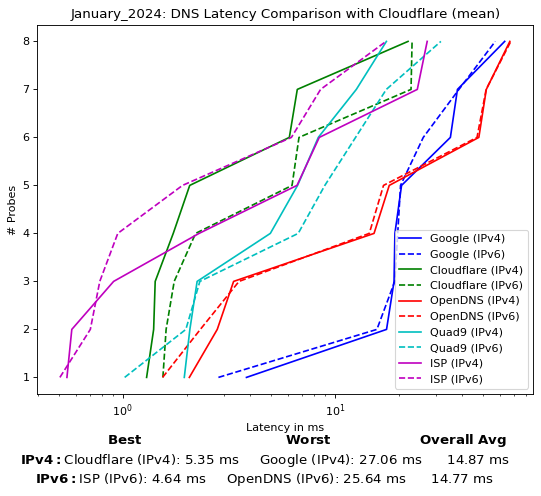 January_2024: DNS Latency Comparison with Cloudflare (mean)
8
7
6
5
4
3
2
1
# Probes
Google (IPv4)
Google (IPv6)
Cloudflare (IPv4)
Cloudflare (IPv6)
OpenDNS (IPv4)
OpenDNS (IPv6)
Quad9 (IPv4)
Quad9 (IPv6)
ISP (IPv4)
ISP (IPv6)
10⁰ 10¹
Latency in ms
Best Worst Overall Avg
IPv4: Cloudflare (IPv4): 5.35 ms Google (IPv4): 27.06 ms 14.87 ms
IPv6: ISP (IPv6): 4.64 ms OpenDNS (IPv6): 25.64 ms 14.77 ms